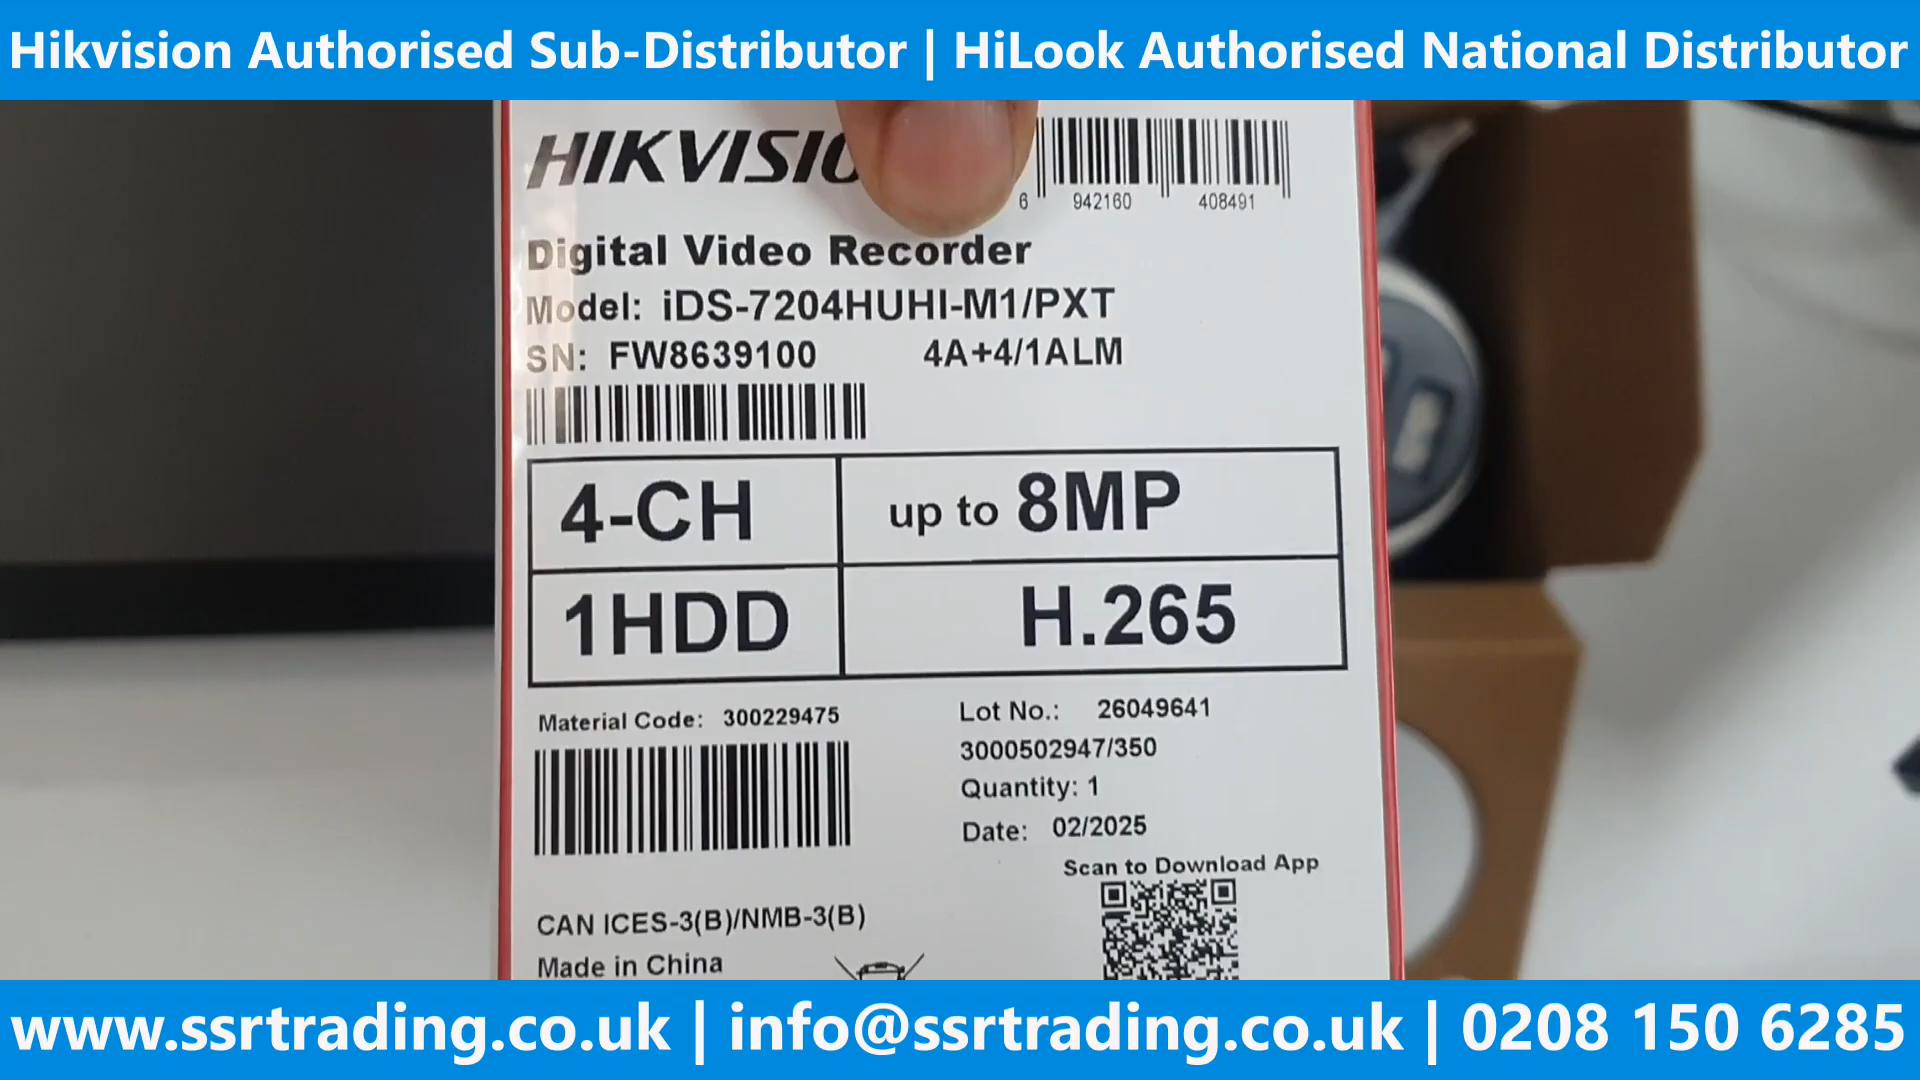 Hikvision Authorised Sub-Distributor | HiLook Authorised National Distributor
HIKVISIO
6 942160 408491
Digital Video Recorder
Model: iDS-7204HUHI-M1/PXT
SN: FW8639100 4A+4/1ALM
4-CH up to 8MP
1HDD H.265
Material Code: 300229475
Lot No.: 26049641
3000502947/350
Quantity: 1
Date: 02/2025
Scan to Download App
CAN ICES-3(B)/NMB-3(B)
Made in China
www.ssrtrading.co.uk | info@ssrtrading.co.uk | 0208 150 6285